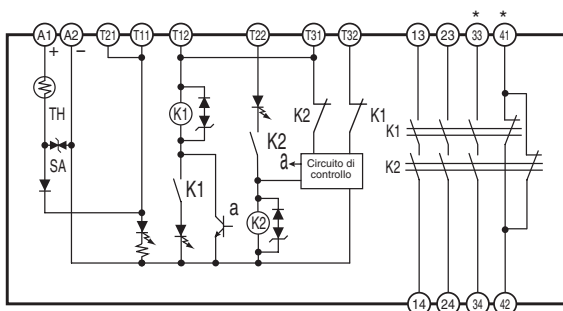 * *
A1 A2 T21 T11 T12 T22 T31 T32 13 23 33 41
+ −
TH
SA
K1
K2
K2
K1
a
Circuito di
controllo
K1
a
K2
K1
K2
14 24 34 42